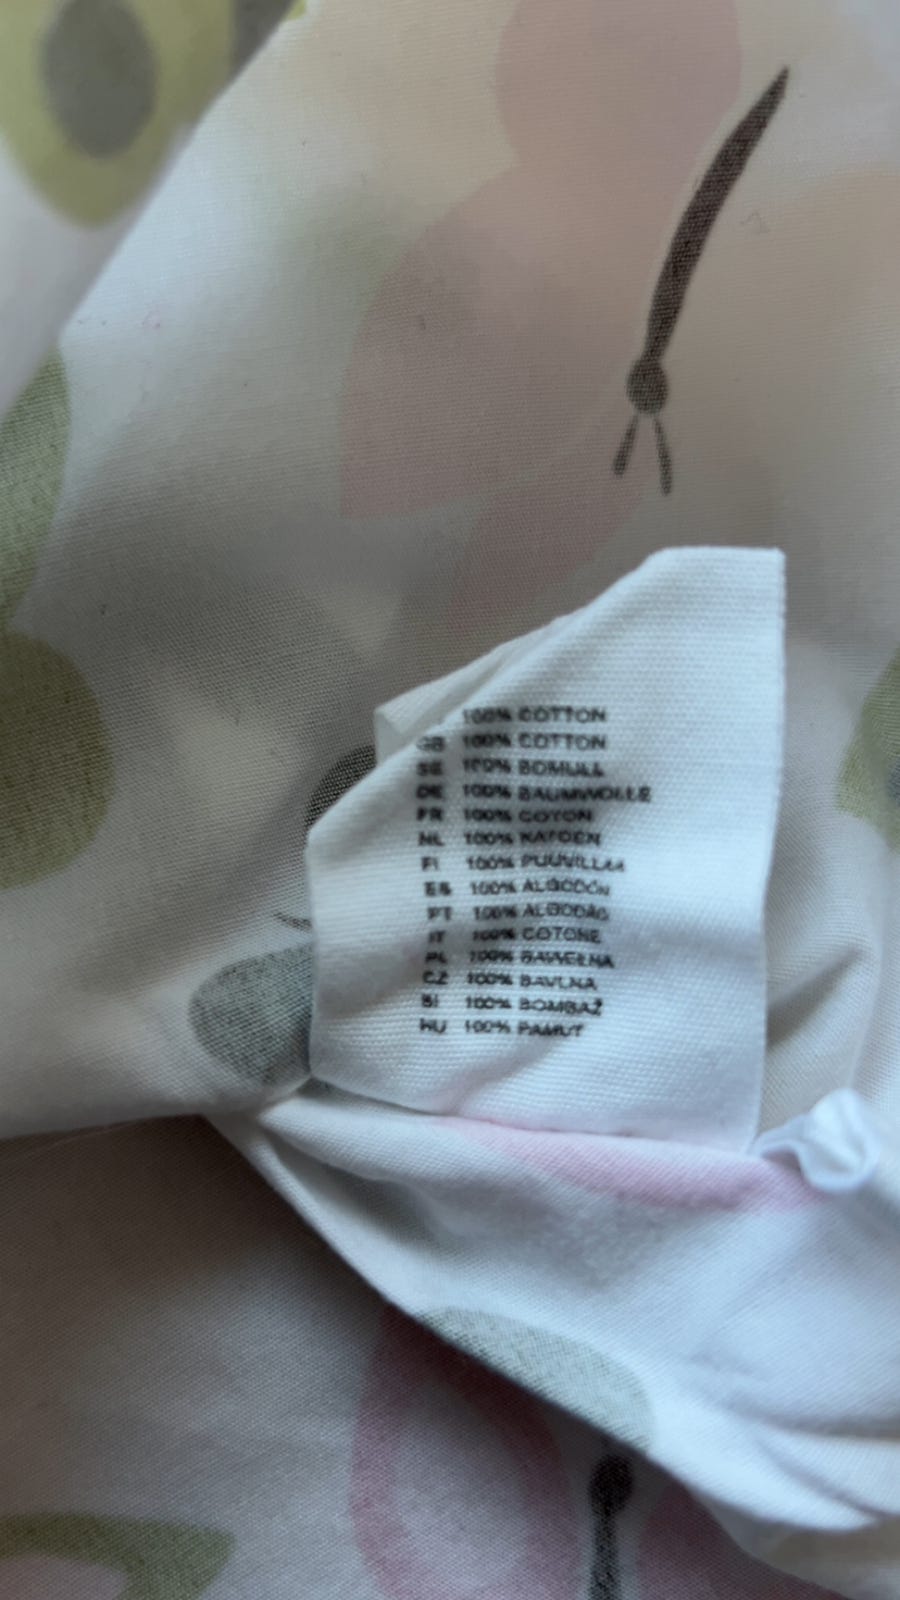 100% COTTON
GB 100% COTTON
SE 100% BOMULL
DE 100% BAUMWOLLE
FR 100% COTON
NL 100% KATOEN
FI 100% PUUVILLAA
ES 100% ALGODÓN
PT 100% ALGODÃO
IT 100% COTONE
PL 100% BAWEŁNA
CZ 100% BAVLNA
SI 100% BOMBAŽ
HU 100% PAMUT